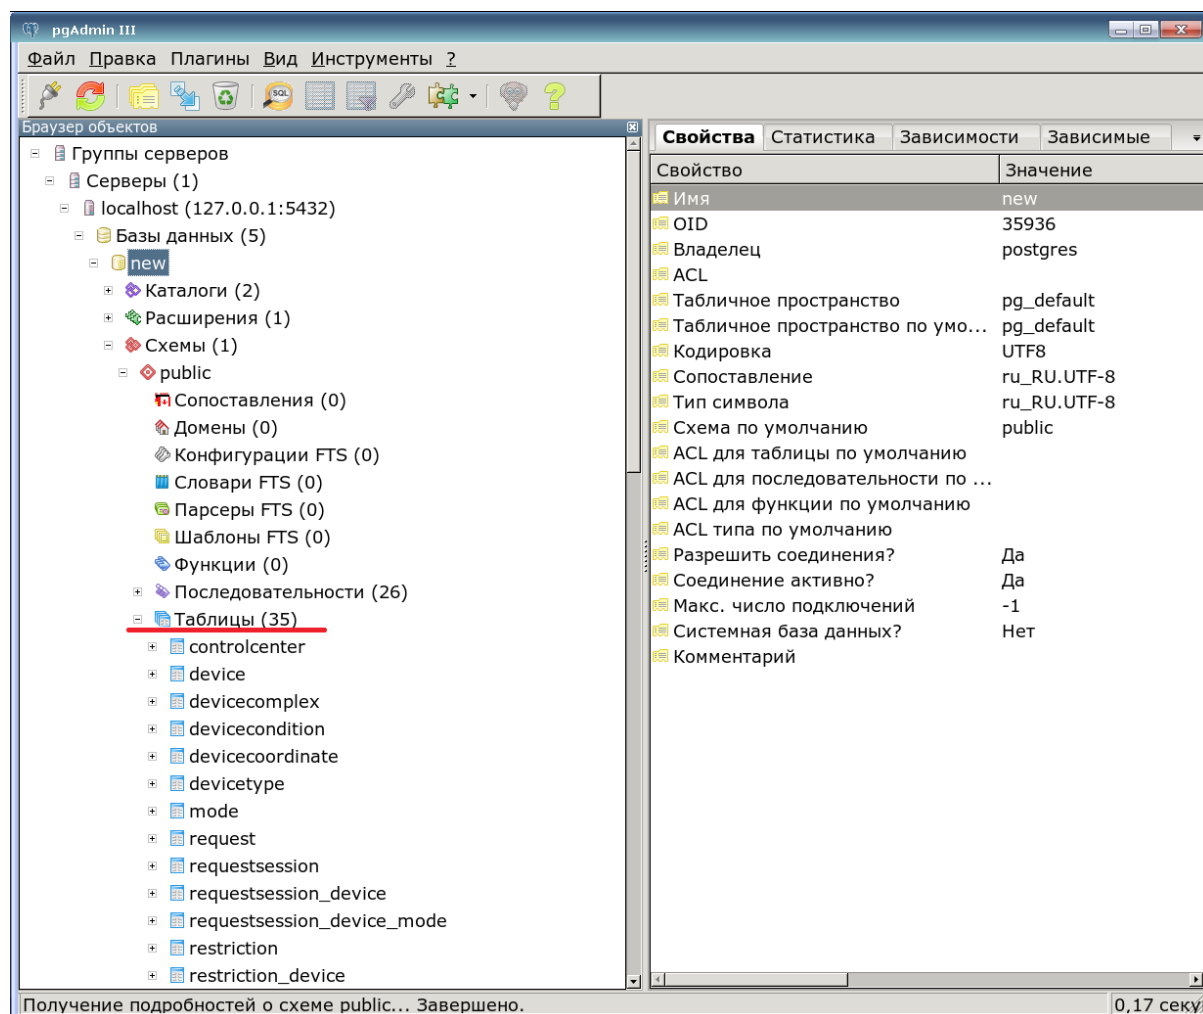 pgAdmin III
Файл Правка Плагины Вид Инструменты ?
SQL
Браузер объектов
Группы серверов
Серверы (1)
localhost (127.0.0.1:5432)
Базы данных (5)
new
Каталоги (2)
Расширения (1)
Схемы (1)
public
Сопоставления (0)
Домены (0)
Конфигурации FTS (0)
Словари FTS (0)
Парсеры FTS (0)
Шаблоны FTS (0)
Функции (0)
Последовательности (26)
Таблицы (35)
controlcenter
device
devicecomplex
devicecondition
devicecoordinate
devicetype
mode
request
requestsession
requestsession_device
requestsession_device_mode
restriction
restriction_device
Свойства Статистика Зависимости Зависимые
Свойство Значение
Имя new
OID 35936
Владелец postgres
ACL
Табличное пространство pg_default
Табличное пространство по умо... pg_default
Кодировка UTF8
Сопоставление ru_RU.UTF-8
Тип символа ru_RU.UTF-8
Схема по умолчанию public
ACL для таблицы по умолчанию
ACL для последовательности по ...
ACL для функции по умолчанию
ACL типа по умолчанию
Разрешить соединения? Да
Соединение активно? Да
Макс. число подключений -1
Системная база данных? Нет
Комментарий
Получение подробностей о схеме public... Завершено.
0,17 секу